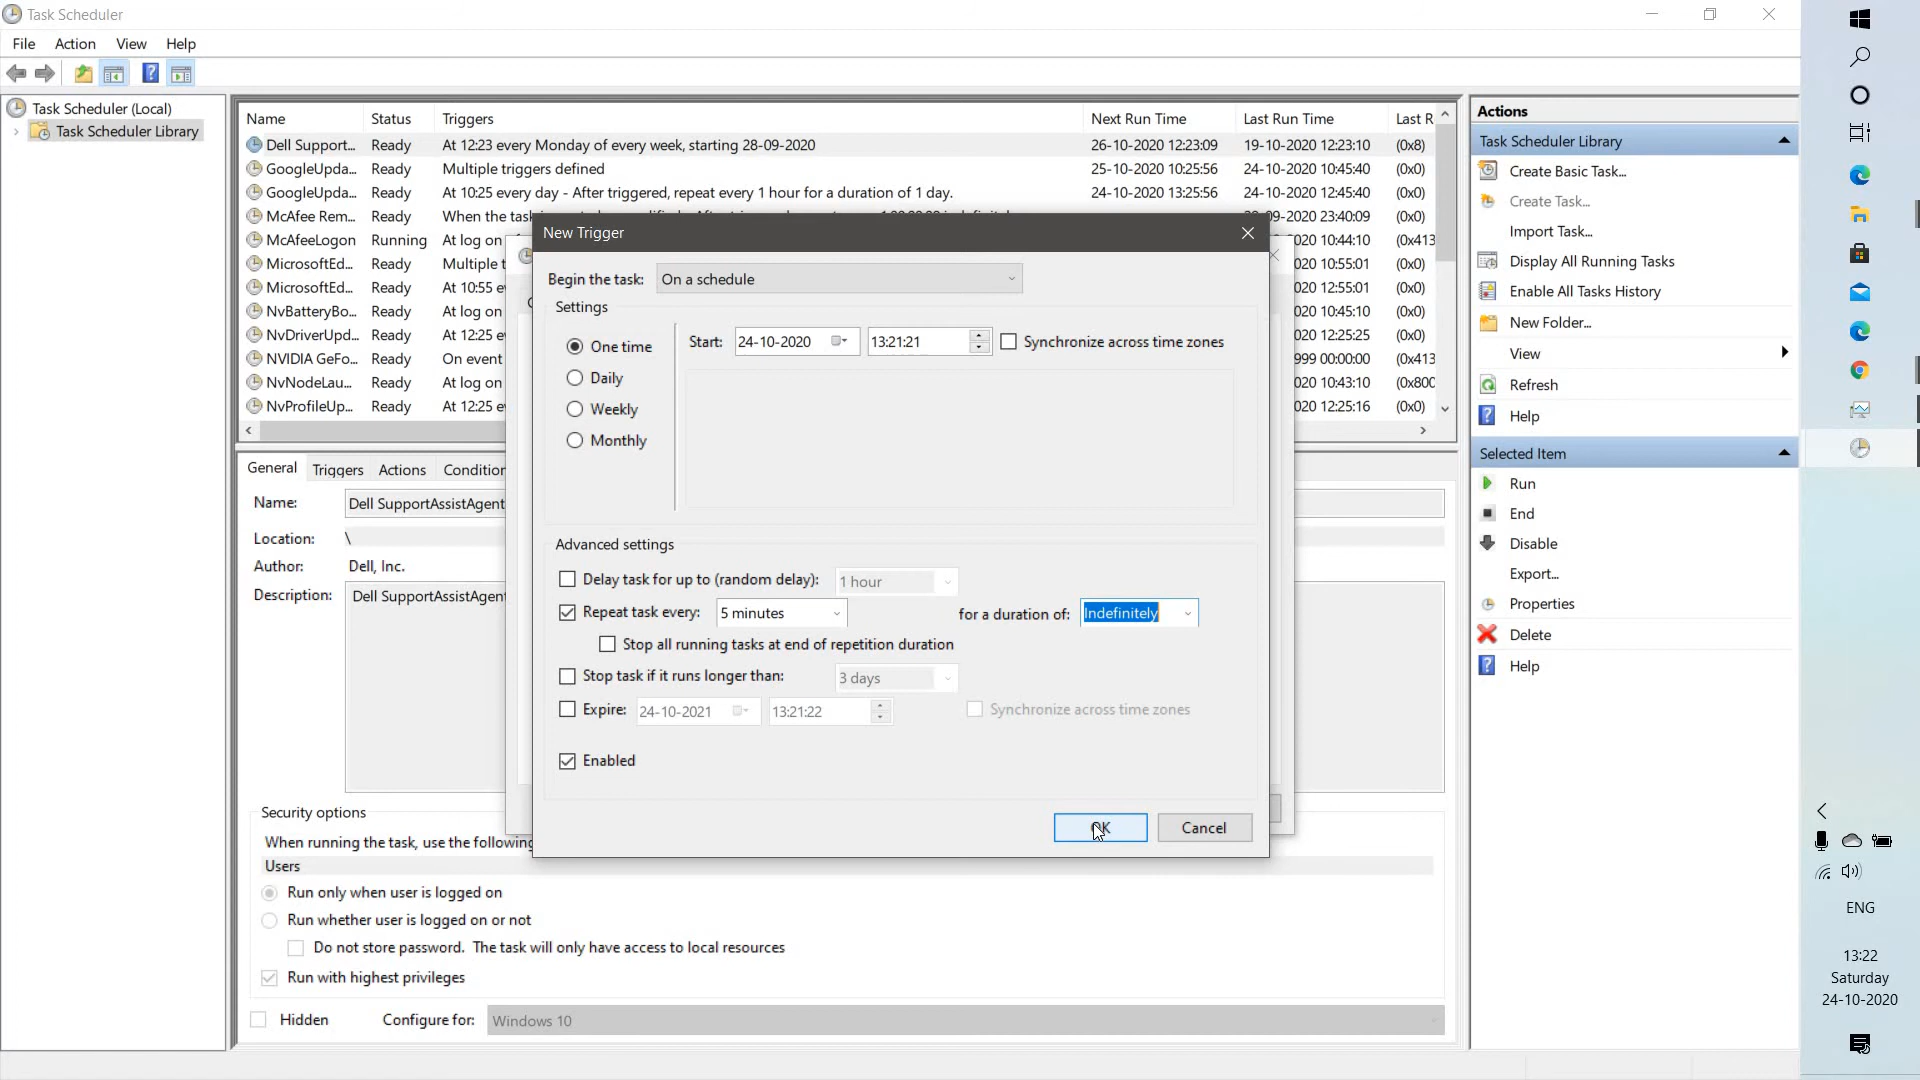 Task Scheduler
File Action View Help
Task Scheduler (Local)
Task Scheduler Library
Name Status Triggers Next Run Time Last Run Time Last R
Dell Support... Ready At 12:23 every Monday of every week, starting 28-09-2020 26-10-2020 12:23:09 19-10-2020 12:23:10 (0x8)
GoogleUpda... Ready Multiple triggers defined 25-10-2020 10:25:56 24-10-2020 10:45:40 (0x0)
GoogleUpda... Ready At 10:25 every day - After triggered, repeat every 1 hour for a duration of 1 day. 24-10-2020 13:25:56 24-10-2020 12:45:40 (0x0)
McAfee Rem... Ready When the task 020 23:40:09 (0x0)
McAfeeLogon Running At log on 020 10:44:10 (0x413
MicrosoftEd... Ready Multiple t 020 10:55:01 (0x0)
MicrosoftEd... Ready At 10:55 e 020 12:55:01 (0x0)
NvBatteryBo... Ready At log on 020 10:45:10 (0x0)
NvDriverUpd... Ready At 12:25 e 020 12:25:25 (0x0)
NVIDIA GeFo... Ready On event 999 00:00:00 (0x413
NvNodeLau... Ready At log on 020 10:43:10 (0x800
NvProfileUp... Ready At 12:25 e 020 12:25:16 (0x0)
General Triggers Actions Condition
Name: Dell SupportAssistAgent
Location: \
Author: Dell, Inc.
Description: Dell SupportAssistAgent
Security options
When running the task, use the following
Users
Run only when user is logged on
Run whether user is logged on or not
Do not store password. The task will only have access to local resources
Run with highest privileges
Hidden Configure for: Windows 10
New Trigger
Begin the task: On a schedule
Settings
One time
Daily
Weekly
Monthly
Start: 24-10-2020 13:21:21 Synchronize across time zones
Advanced settings
Delay task for up to (random delay): 1 hour
Repeat task every: 5 minutes for a duration of: Indefinitely
Stop all running tasks at end of repetition duration
Stop task if it runs longer than: 3 days
Expire: 24-10-2021 13:21:22 Synchronize across time zones
Enabled
OK Cancel
Actions
Task Scheduler Library
Create Basic Task...
Create Task...
Import Task...
Display All Running Tasks
Enable All Tasks History
New Folder...
View
Refresh
Help
Selected Item
Run
End
Disable
Export...
Properties
Delete
Help
ENG
13:22
Saturday
24-10-2020